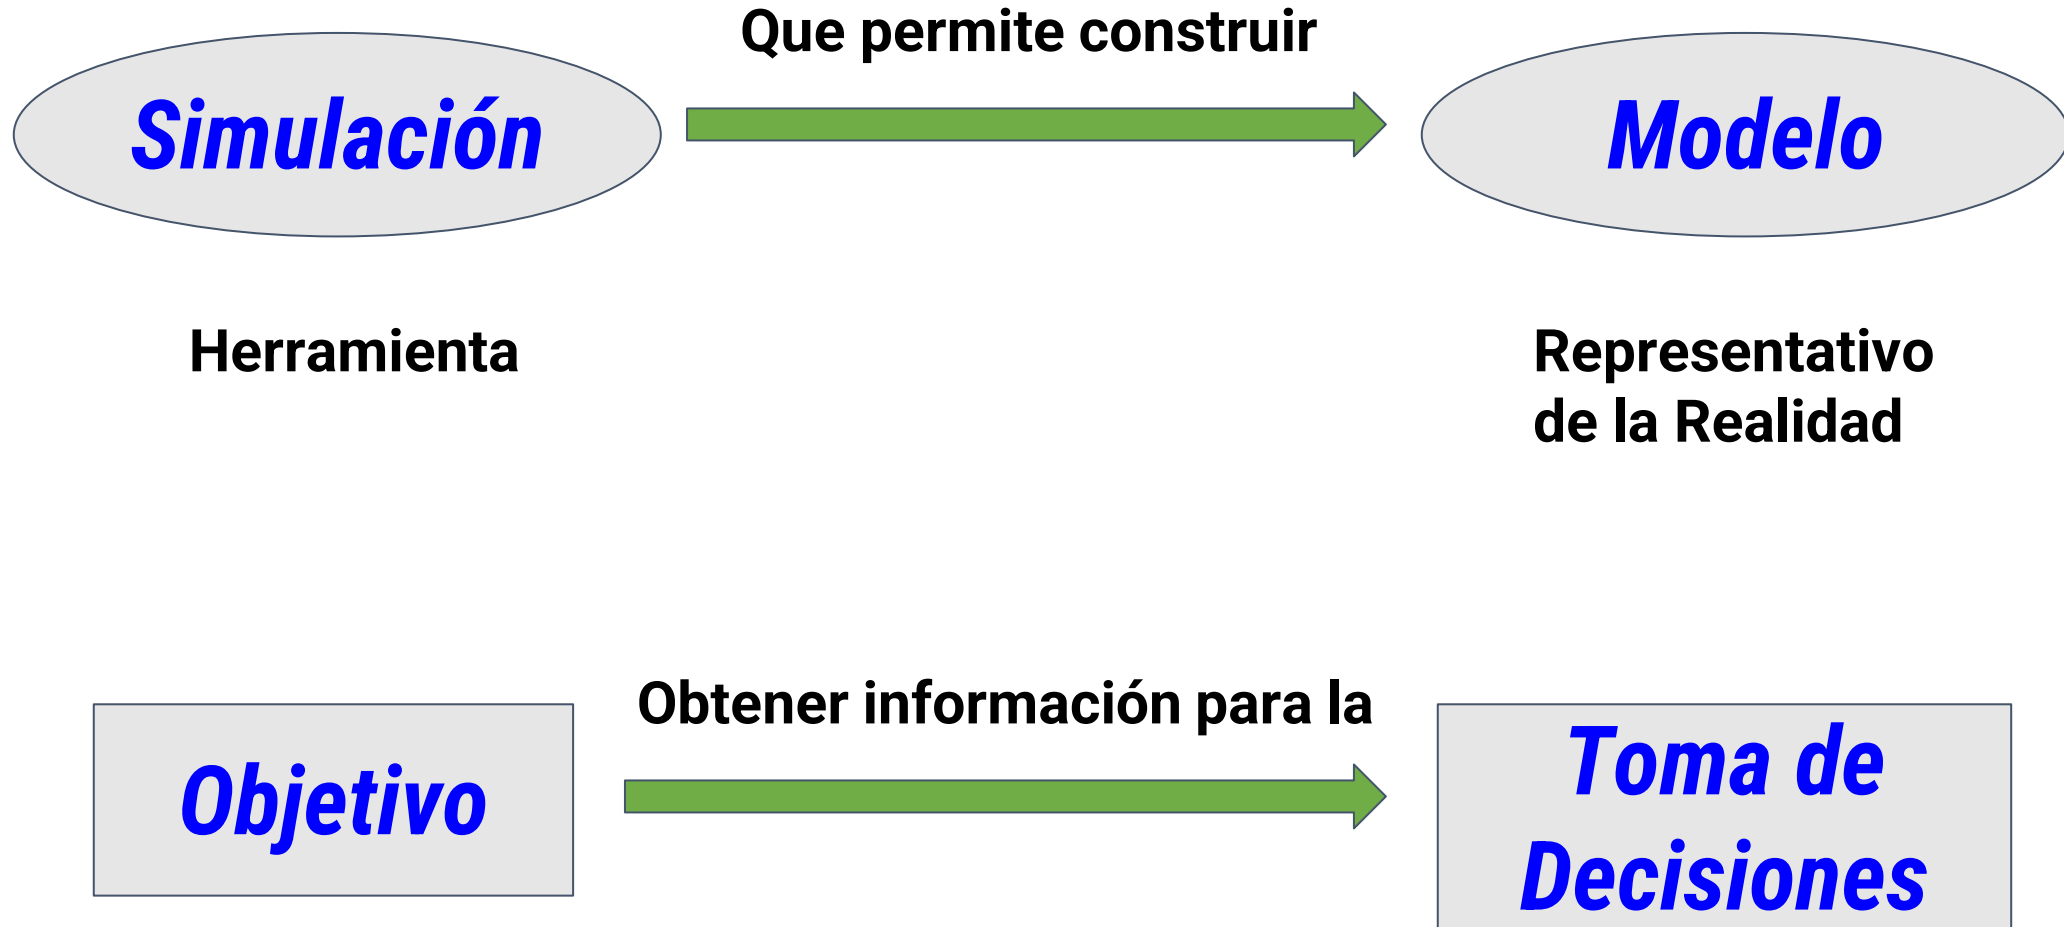 Que permite construir
Simulación
Modelo
Herramienta
Representativo
de la Realidad
Obtener información para la
Objetivo
Toma de
Decisiones